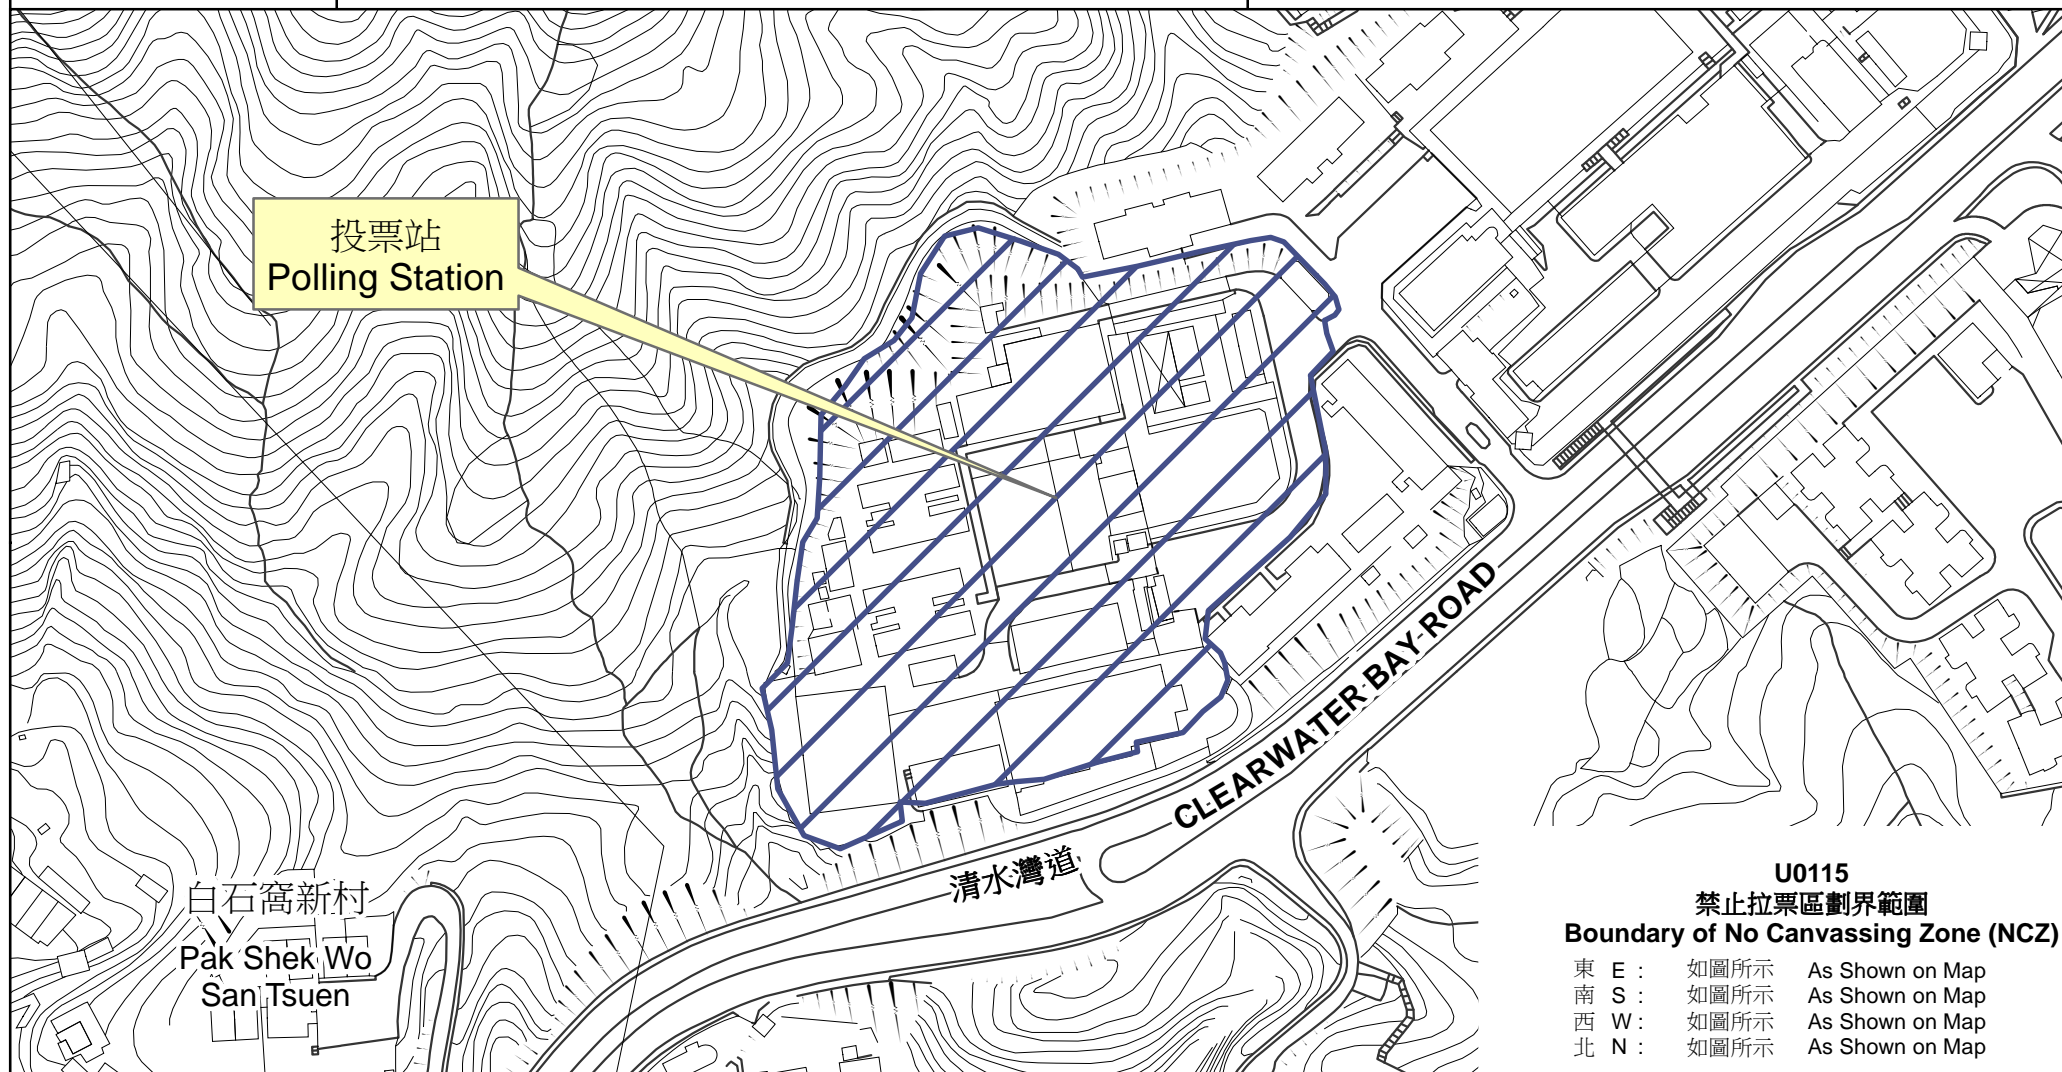 投票站
Polling Station
CLEARWATER BAY ROAD
清水灣道
白石窩新村
Pak Shek Wo
San Tsuen
U0115
禁止拉票區劃界範圍
Boundary of No Canvassing Zone (NCZ)
東 E : 如圖所示 As Shown on Map
南 S : 如圖所示 As Shown on Map
西 W : 如圖所示 As Shown on Map
北 N : 如圖所示 As Shown on Map